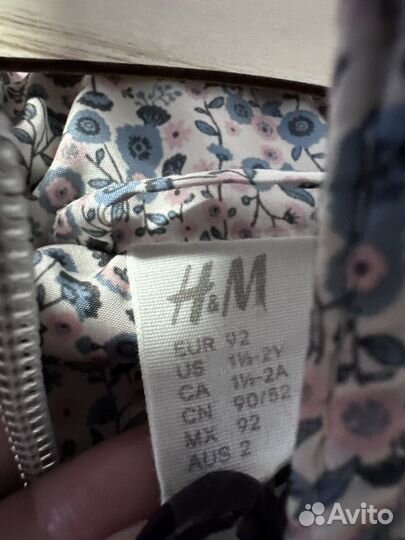 H&M
EUR 92
US 1½-2Y
CA 1½-2A
CN 90/52
MX 92
AUS 2
Avito